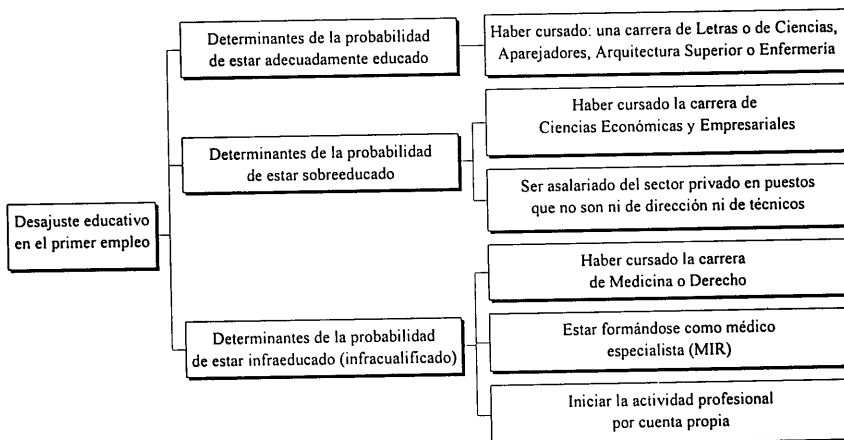 Desajuste educativo
en el primer empleo
Determinantes de la probabilidad
de estar adecuadamente educado
Haber cursado: una carrera de Letras o de Ciencias,
Aparejadores, Arquitectura Superior o Enfermería
Determinantes de la probabilidad
de estar sobreeducado
Haber cursado la carrera de
Ciencias Económicas y Empresariales
Ser asalariado del sector privado en puestos
que no son ni de dirección ni de técnicos
Determinantes de la probabilidad
de estar infraeducado (infracualificado)
Haber cursado la carrera
de Medicina o Derecho
Estar formándose como médico
especialista (MIR)
Iniciar la actividad profesional
por cuenta propia